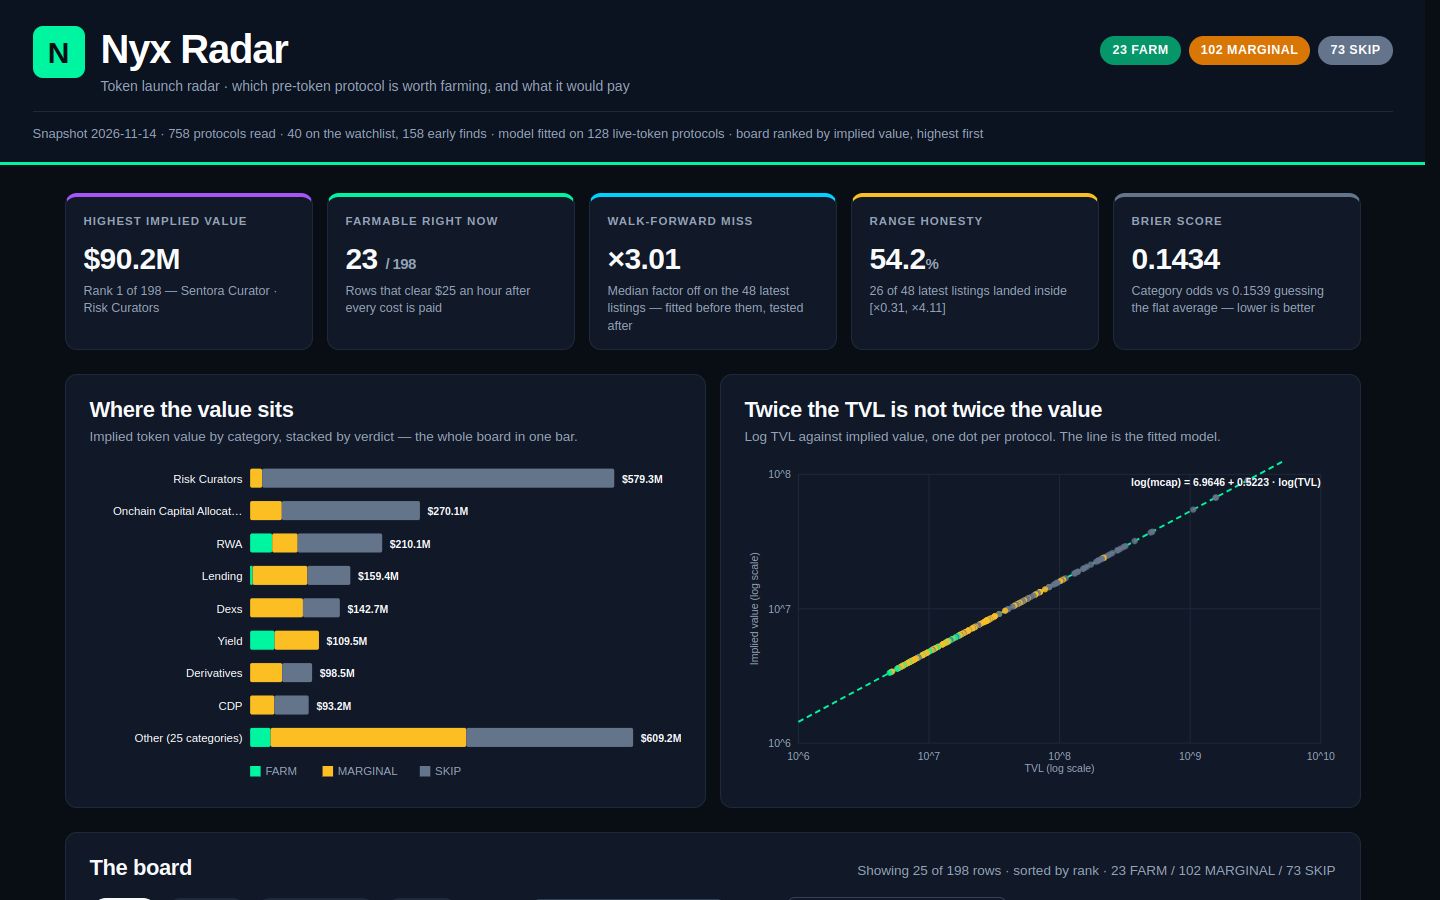 N
Nyx Radar
Token launch radar · which pre-token protocol is worth farming, and what it would pay
23 FARM
102 MARGINAL
73 SKIP
Snapshot 2026-11-14 · 758 protocols read · 40 on the watchlist, 158 early finds · model fitted on 128 live-token protocols · board ranked by implied value, highest first
HIGHEST IMPLIED VALUE
$90.2M
Rank 1 of 198 — Sentora Curator ·
Risk Curators
FARMABLE RIGHT NOW
23 / 198
Rows that clear $25 an hour after
every cost is paid
WALK-FORWARD MISS
×3.01
Median factor off on the 48 latest
listings — fitted before them, tested
after
RANGE HONESTY
54.2%
26 of 48 latest listings landed inside
[×0.31, ×4.11]
BRIER SCORE
0.1434
Category odds vs 0.1539 guessing
the flat average — lower is better
Where the value sits
Implied token value by category, stacked by verdict — the whole board in one bar.
Risk Curators $579.3M
Onchain Capital Allocat… $270.1M
RWA $210.1M
Lending $159.4M
Dexs $142.7M
Yield $109.5M
Derivatives $98.5M
CDP $93.2M
Other (25 categories) $609.2M
FARM MARGINAL SKIP
Twice the TVL is not twice the value
Log TVL against implied value, one dot per protocol. The line is the fitted model.
10^8
log(mcap) = 6.9646 + 0.5223 · log(TVL)
Implied value (log scale)
10^7
10^6
10^6 10^7 10^8 10^9 10^10
TVL (log scale)
The board
Showing 25 of 198 rows · sorted by rank · 23 FARM / 102 MARGINAL / 73 SKIP